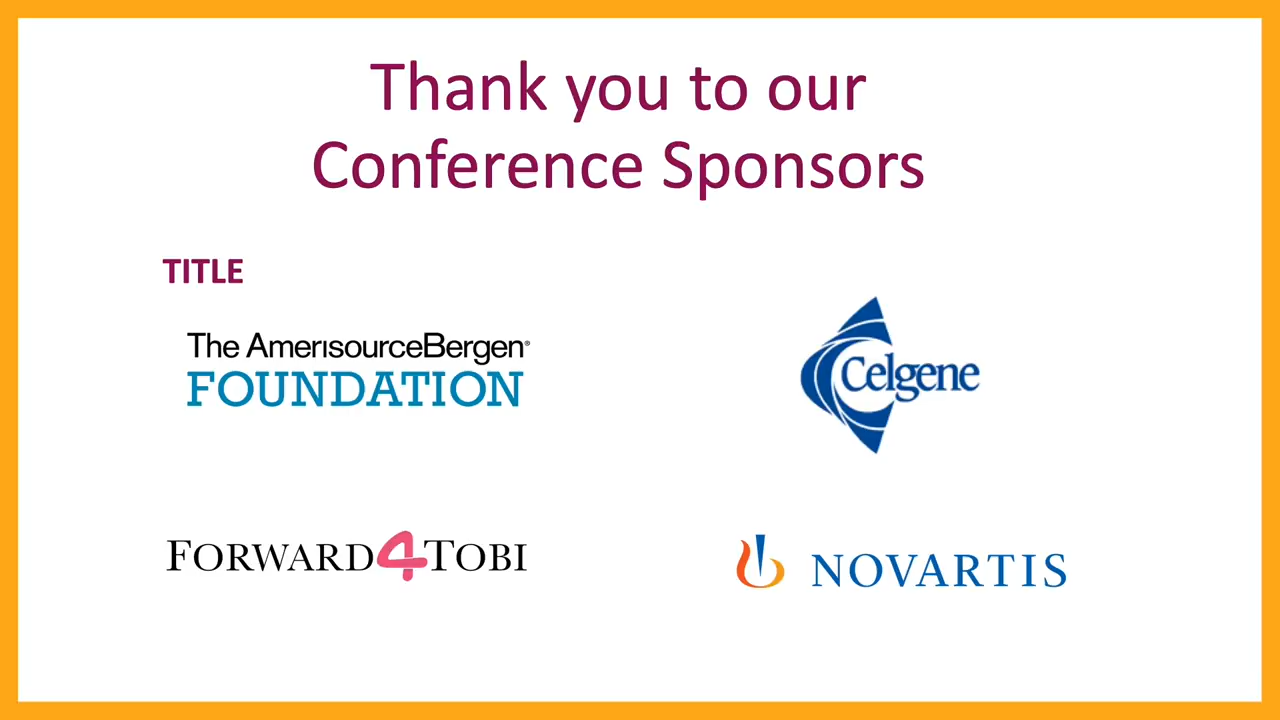 Thank you to our
Conference Sponsors
TITLE
The AmerisourceBergen®
FOUNDATION
Celgene
FORWARD4TOBI
NOVARTIS